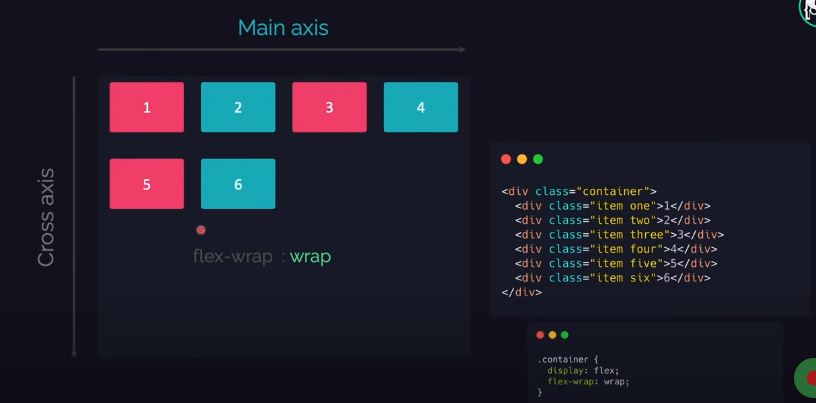 Main axis
Cross axis
1 2 3 4
5 6
flex-wrap : wrap
<div class="container">
<div class="item one">1</div>
<div class="item two">2</div>
<div class="item three">3</div>
<div class="item four">4</div>
<div class="item five">5</div>
<div class="item six">6</div>
</div>
.container {
display: flex;
flex-wrap: wrap;
}